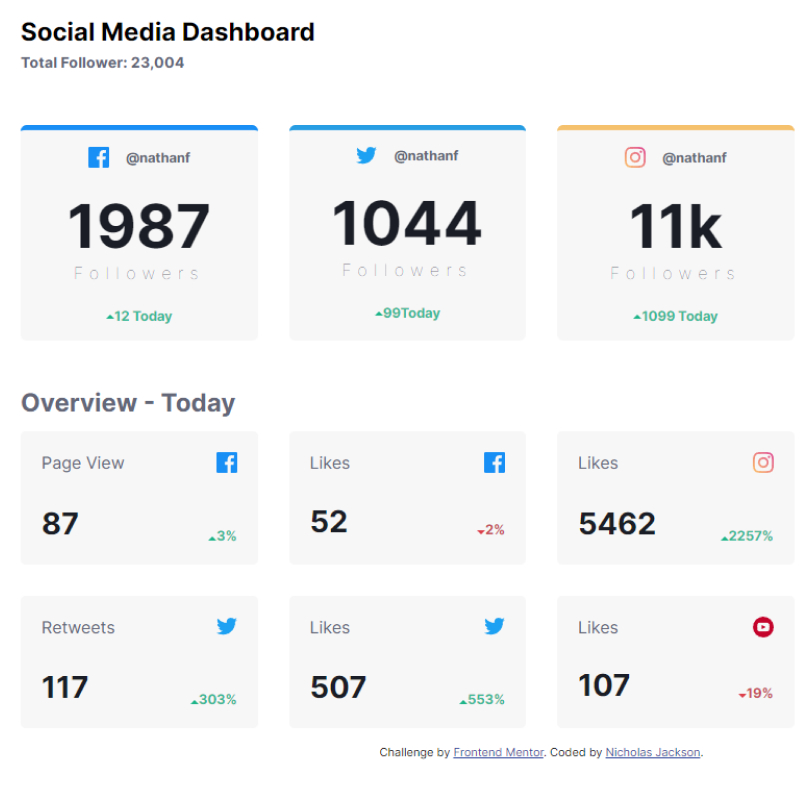 Social Media Dashboard
Total Follower: 23,004
@nathanf
1987
Followers
12 Today
@nathanf
1044
Followers
99Today
@nathanf
11k
Followers
1099 Today
Overview - Today
Page View
87
3%
Likes
52
2%
Likes
5462
2257%
Retweets
117
303%
Likes
507
553%
Likes
107
19%
Challenge by Frontend Mentor. Coded by Nicholas Jackson.